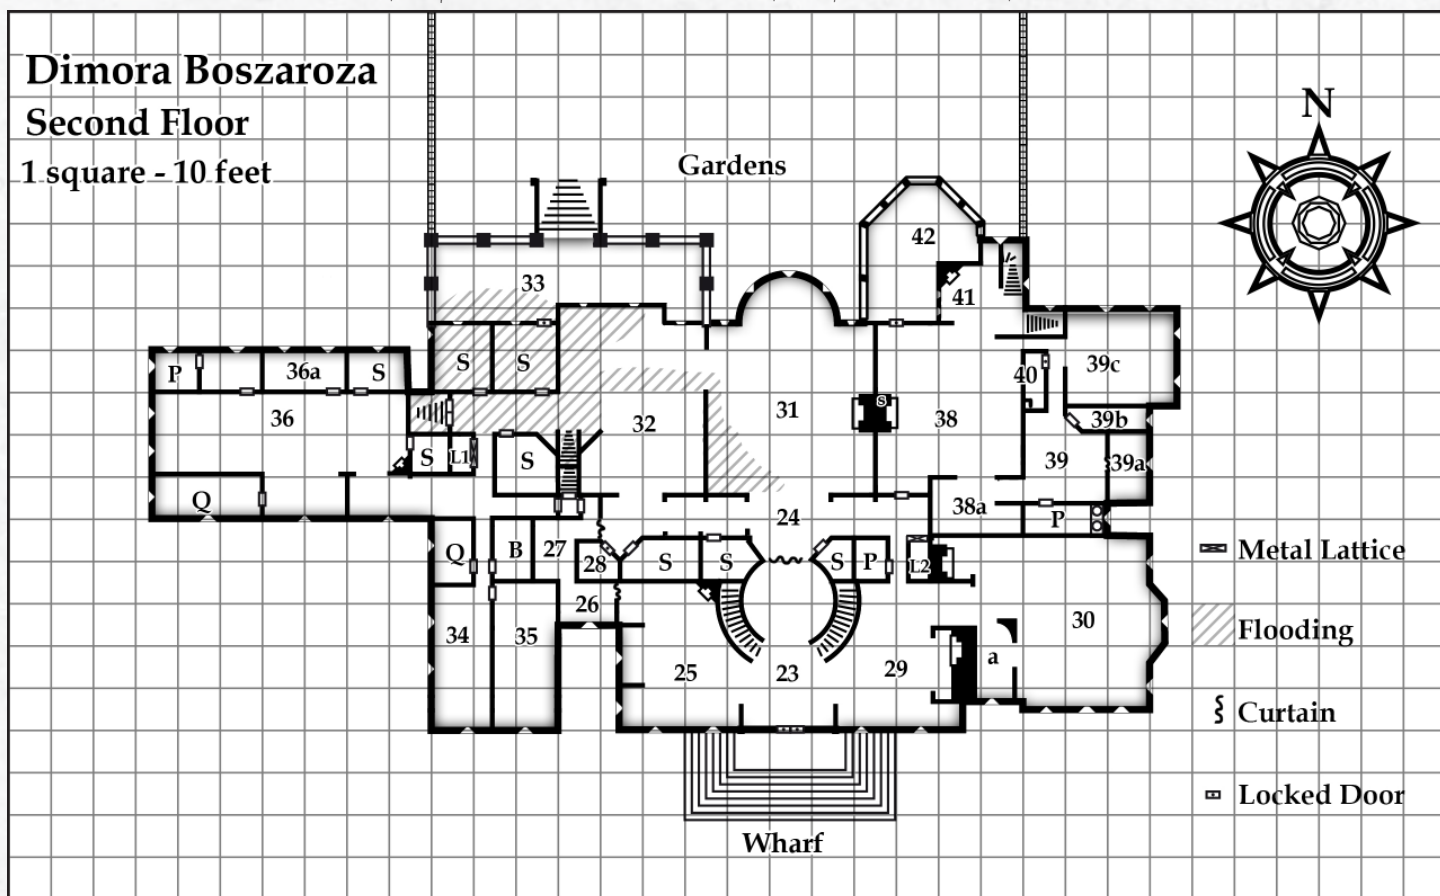 Dimora Boszaroza
Second Floor
1 square - 10 feet
N
Gardens
42
33
41
S
S
P
36a
S
39c
40
36
32
31
s
38
39b
S
L1
S
39
39a
Q
24
38a
P
Q
B
27
28
S
S
S
P
L2
26
34
35
25
23
29
a
30
Metal Lattice
Flooding
Curtain
Locked Door
Wharf